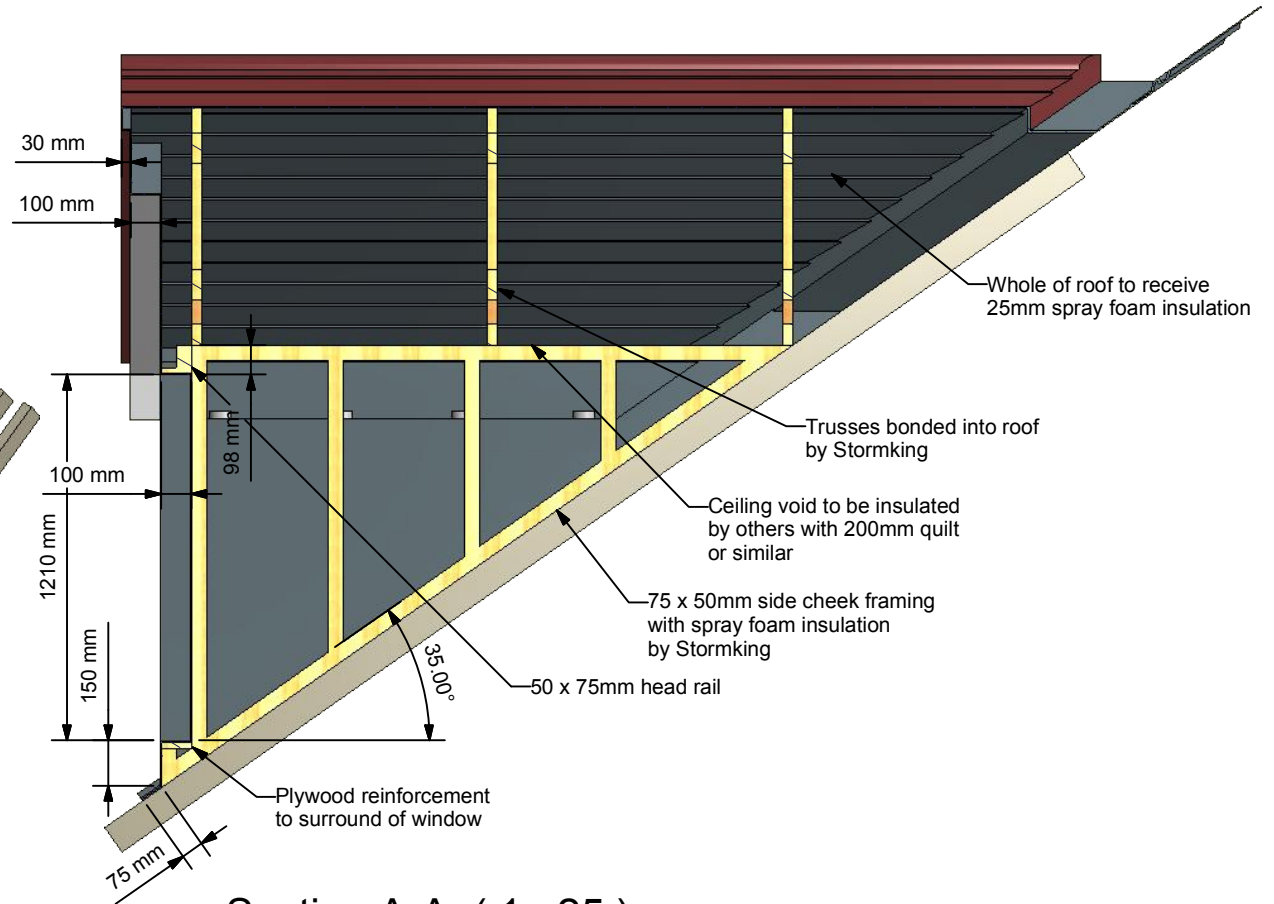 30 mm
100 mm
Whole of roof to receive
25mm spray foam insulation
Trusses bonded into roof
by Stormking
98 mm
100 mm
Ceiling void to be insulated
by others with 200mm quilt
or similar
1210 mm
75 x 50mm side cheek framing
with spray foam insulation
by Stormking
35.00°
150 mm
50 x 75mm head rail
Plywood reinforcement
to surround of window
75 mm
Section A-A ( 1 : 25 )